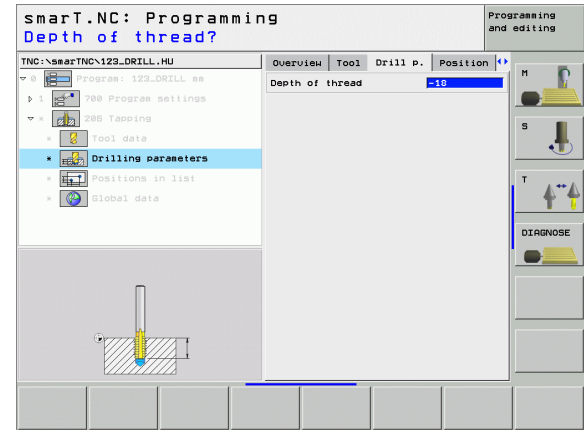 smarT.NC: Programming
Depth of thread?
Programming
and editing
TNC:\smarTNC\123_DRILL.HU
0 Program: 123_DRILL mm
1 700 Program settings
* 206 Tapping
* Tool data
* Drilling parameters
* Positions in list
* Global data
Overview Tool Drill p. Position
Depth of thread -18
M
S
T
DIAGNOSE